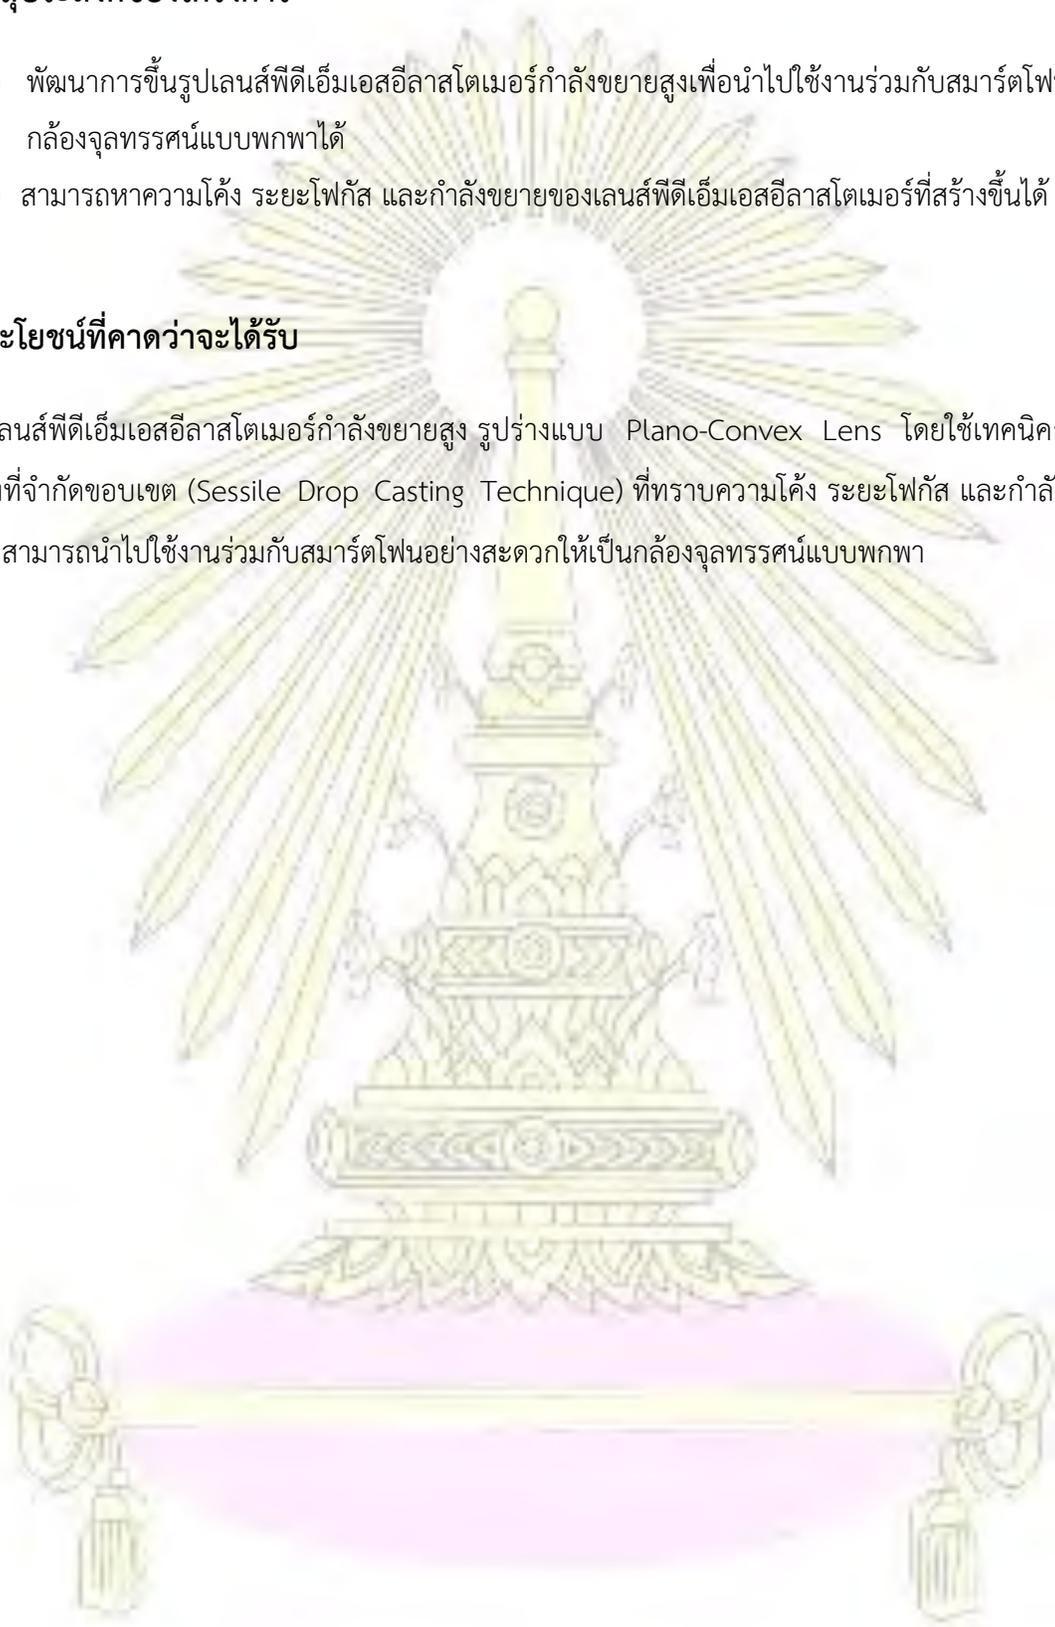 พัฒนาการขึ้นรูปเลนส์พีดีเอ็มเอสอีลาสโตเมอร์กำลังขยายสูงเพื่อนำไปใช้งานร่วมกับสมาร์ตโฟ
กล้องจุลทรรศน์แบบพกพาได้
สามารถหาความโค้ง ระยะโฟกัส และกำลังขยายของเลนส์พีดีเอ็มเอสอีลาสโตเมอร์ที่สร้างขึ้นได้
ะโยชน์ที่คาดว่าจะได้รับ
ลนส์พีดีเอ็มเอสอีลาสโตเมอร์กำลังขยายสูง รูปร่างแบบ Plano-Convex Lens โดยใช้เทคนิค
ที่จำกัดขอบเขต (Sessile Drop Casting Technique) ที่ทราบความโค้ง ระยะโฟกัส และกำลั
สามารถนำไปใช้งานร่วมกับสมาร์ตโฟนอย่างสะดวกให้เป็นกล้องจุลทรรศน์แบบพกพา